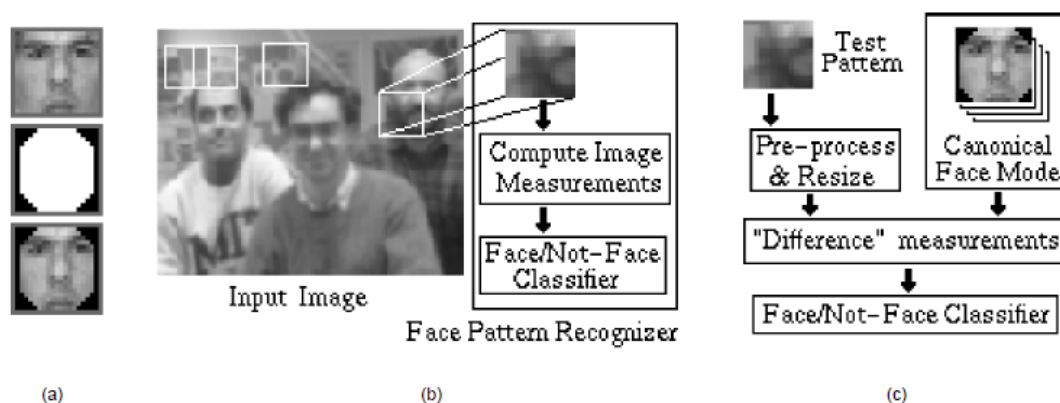 Input Image
Compute Image
Measurements
Face/Not-Face
Classifier
Face Pattern Recognizer
Test
Pattern
Pre-process
& Resize
Canonical
Face Mode
"Difference" measurements
Face/Not-Face Classifier
(a)
(b)
(c)